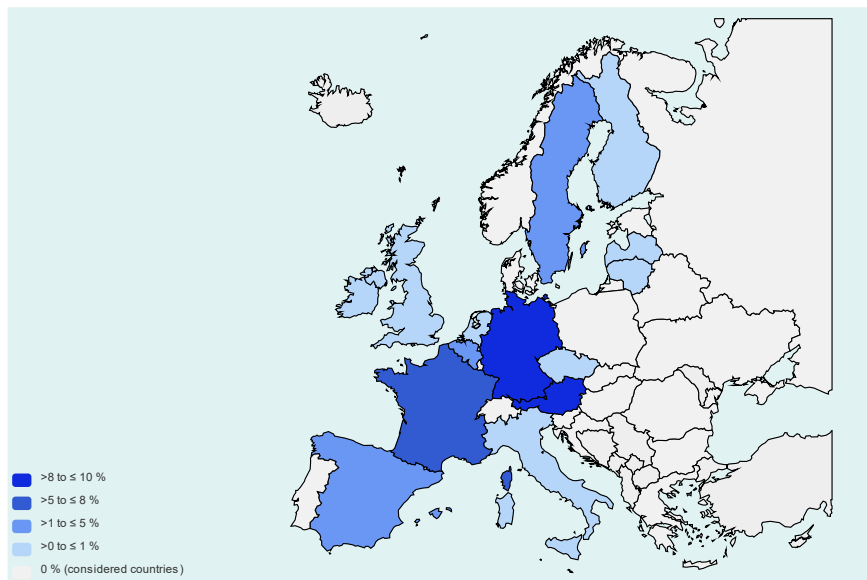 >8 to ≤ 10 %
>5 to ≤ 8 %
>1 to ≤ 5 %
>0 to ≤ 1 %
0 % (considered countries)